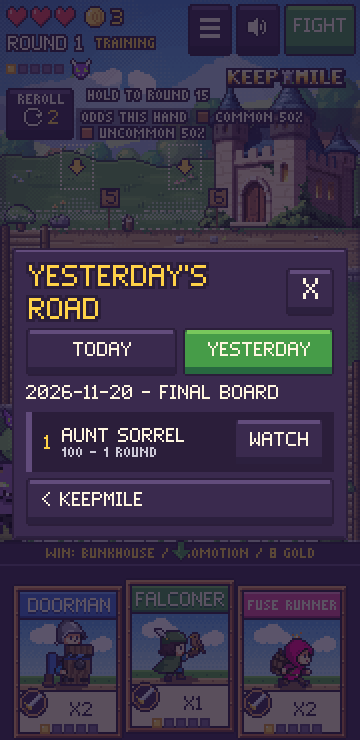 3
FIGHT
ROUND 1 TRAINING
KEEPMILE
REROLL
2
HOLD TO ROUND 15
ODDS THIS HAND COMMON 50%
UNCOMMON 50%
5
6
YESTERDAY'S
ROAD
X
TODAY
YESTERDAY
2026-11-20 - FINAL BOARD
1 AUNT SORREL
100 - 1 ROUND
WATCH
< KEEPMILE
WIN: BUNKHOUSE / OMOTION / 8 GOLD
DOORMAN
FALCONER
FUSE RUNNER
X2
X1
X2